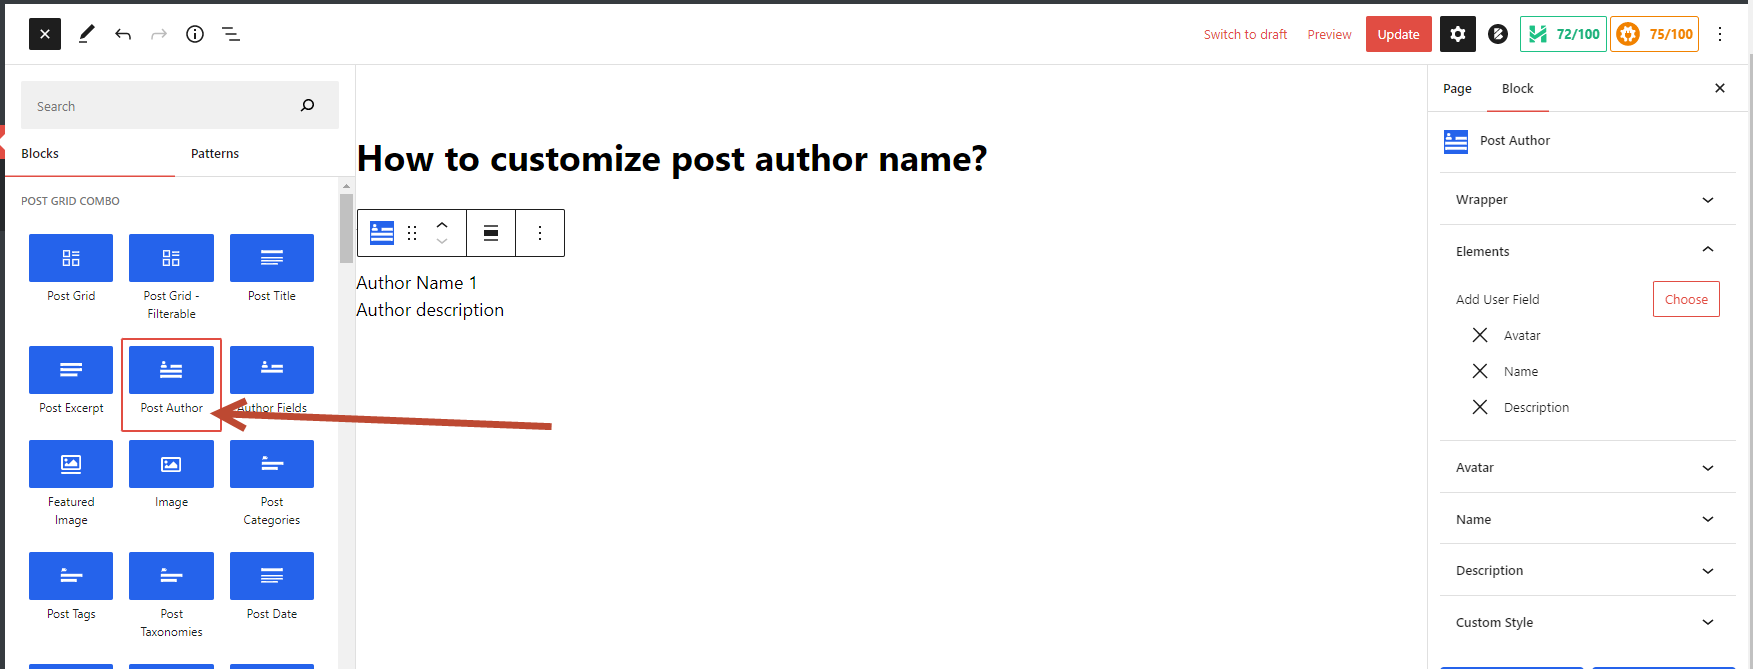 Switch to draft
Preview
Update
72/100
75/100
Search
Blocks
Patterns
POST GRID COMBO
Post Grid
Post Grid -
Filterable
Post Title
Post Excerpt
Post Author
Author Fields
Featured
Image
Image
Post
Categories
Post Tags
Post
Taxonomies
Post Date
How to customize post author name?
Author Name 1
Author description
Page
Block
Post Author
Wrapper
Elements
Add User Field
Choose
Avatar
Name
Description
Avatar
Name
Description
Custom Style